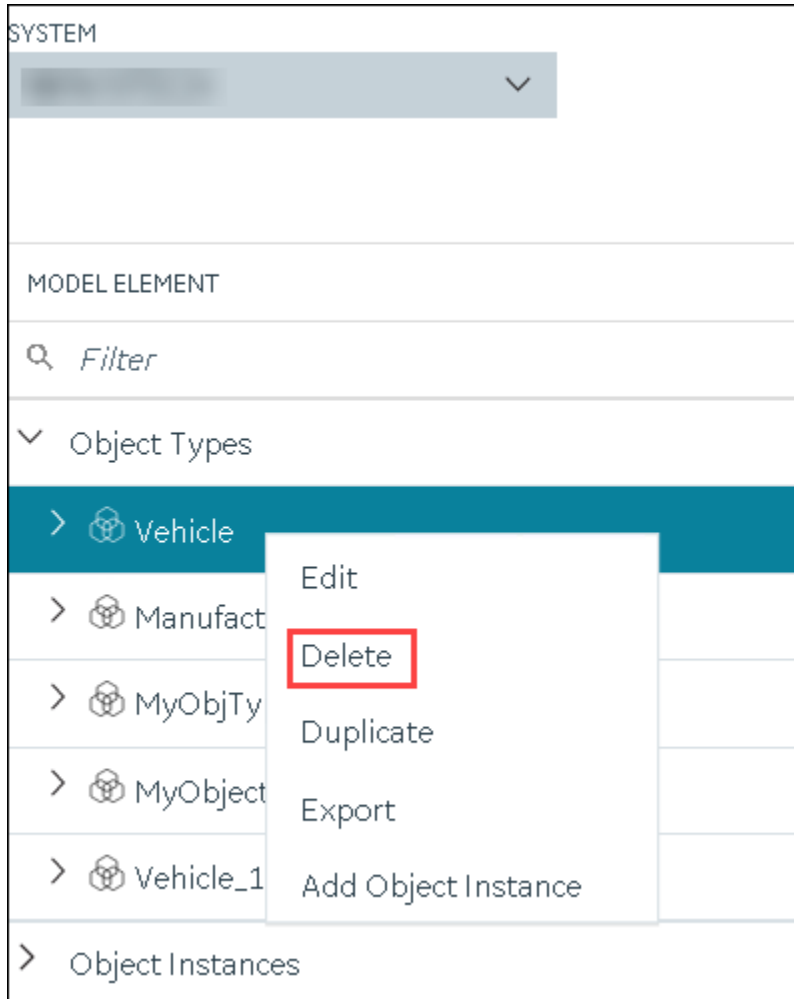 SYSTEM
MODEL ELEMENT
Filter
Object Types
Vehicle
Edit
Manufact
Delete
MyObjTy
Duplicate
MyObject
Export
Vehicle_1
Add Object Instance
Object Instances